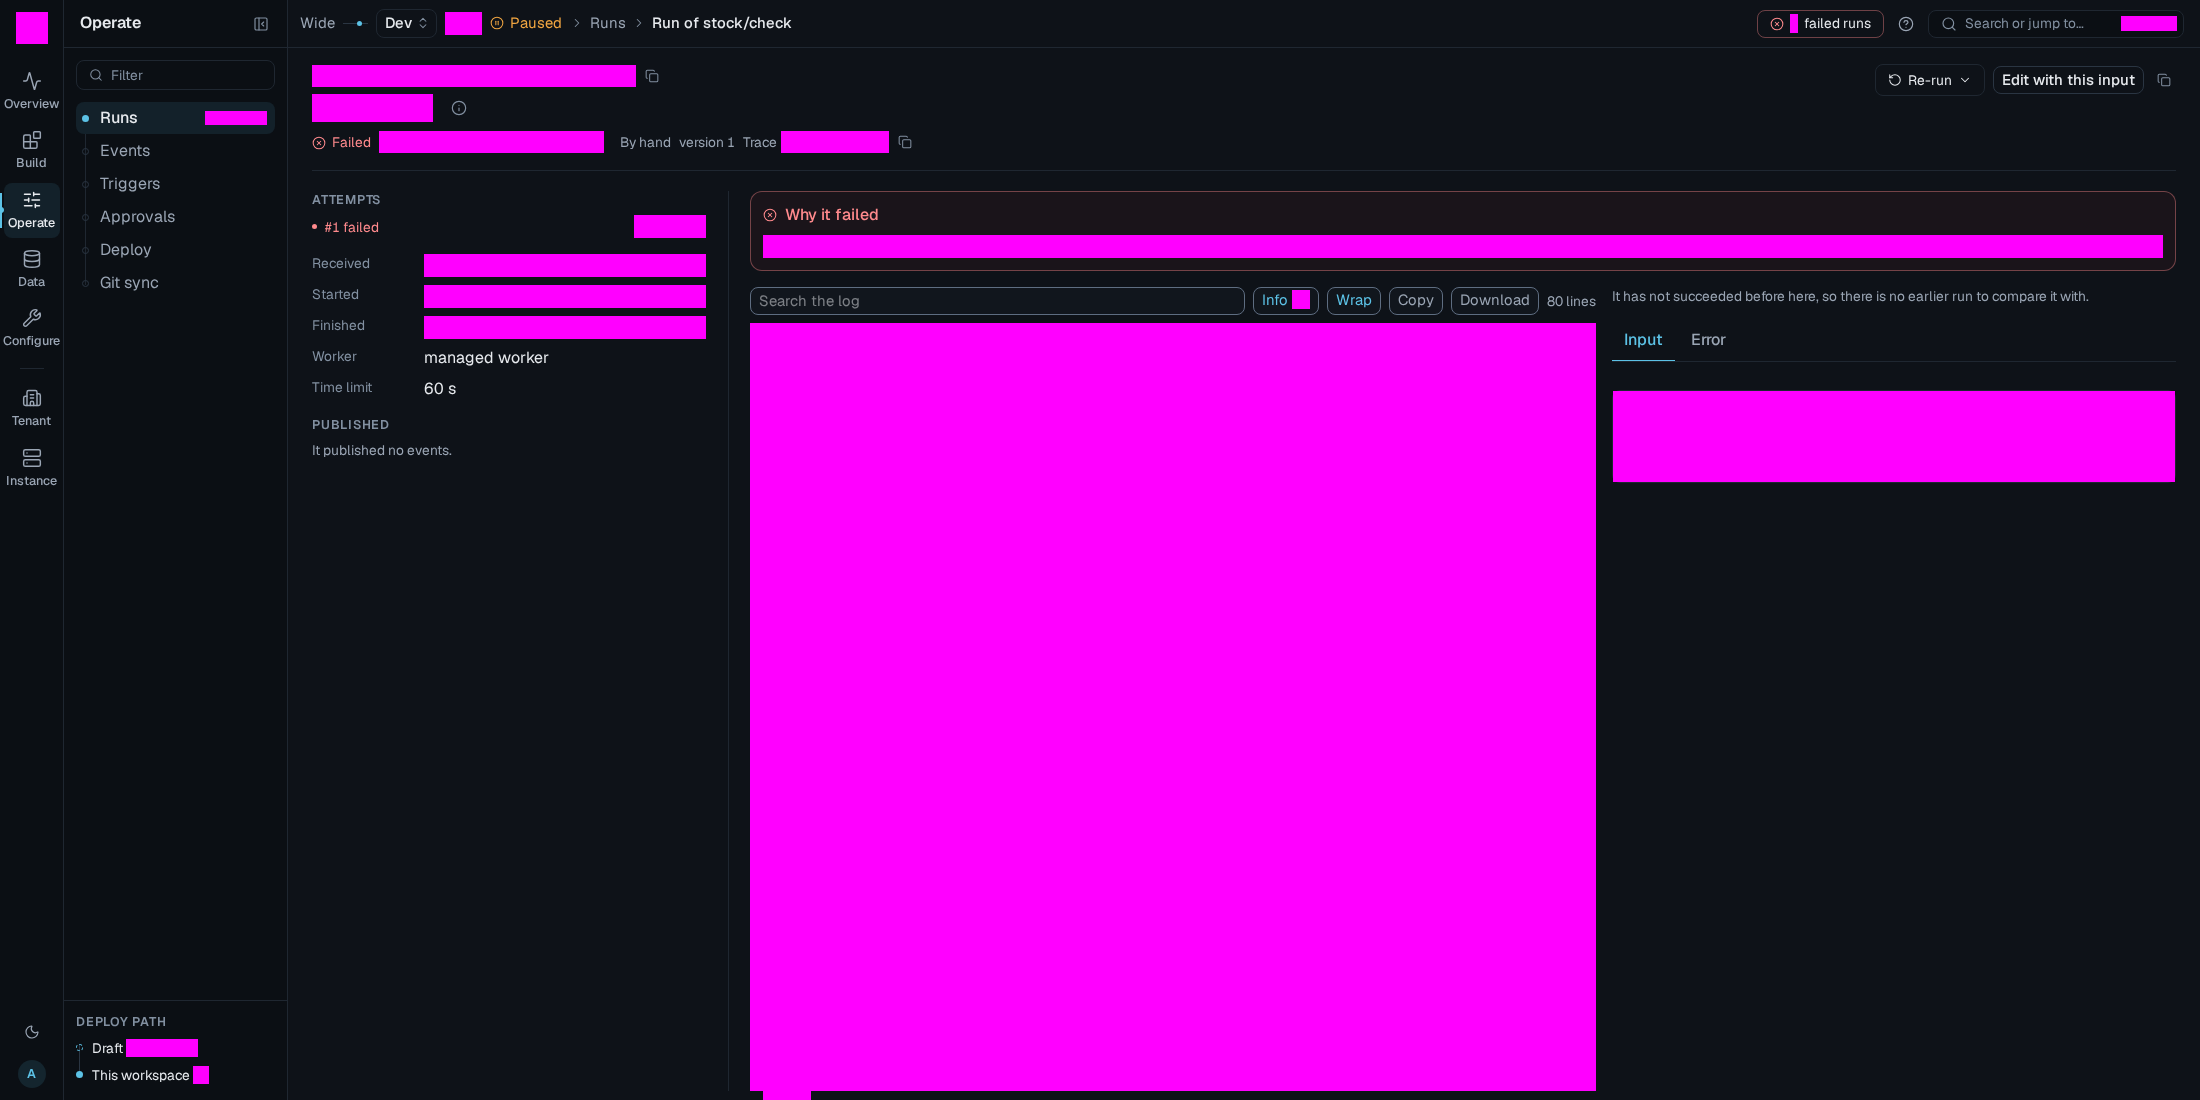 Operate
Wide
Dev
Paused
Runs
Run of stock/check
failed runs
Search or jump to...
Overview
Build
Operate
Data
Configure
Tenant
Instance
A
Filter
Runs
Events
Triggers
Approvals
Deploy
Git sync
DEPLOY PATH
Draft
This workspace
Re-run
Edit with this input
Failed
By hand version 1 Trace
ATTEMPTS
#1 failed
Received
Started
Finished
Worker managed worker
Time limit 60 s
PUBLISHED
It published no events.
Why it failed
Search the log
Info
Wrap
Copy
Download
80 lines
It has not succeeded before here, so there is no earlier run to compare it with.
Input
Error